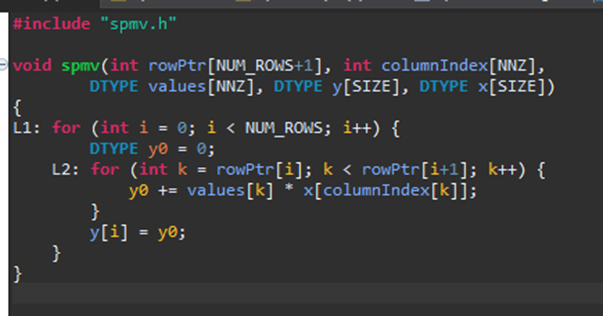 #include "spmv.h"
void spmv(int rowPtr[NUM_ROWS+1], int columnIndex[NNZ],
DTYPE values[NNZ], DTYPE y[SIZE], DTYPE x[SIZE])
{
L1: for (int i = 0; i < NUM_ROWS; i++) {
DTYPE y0 = 0;
L2: for (int k = rowPtr[i]; k < rowPtr[i+1]; k++) {
y0 += values[k] * x[columnIndex[k]];
}
y[i] = y0;
}
}